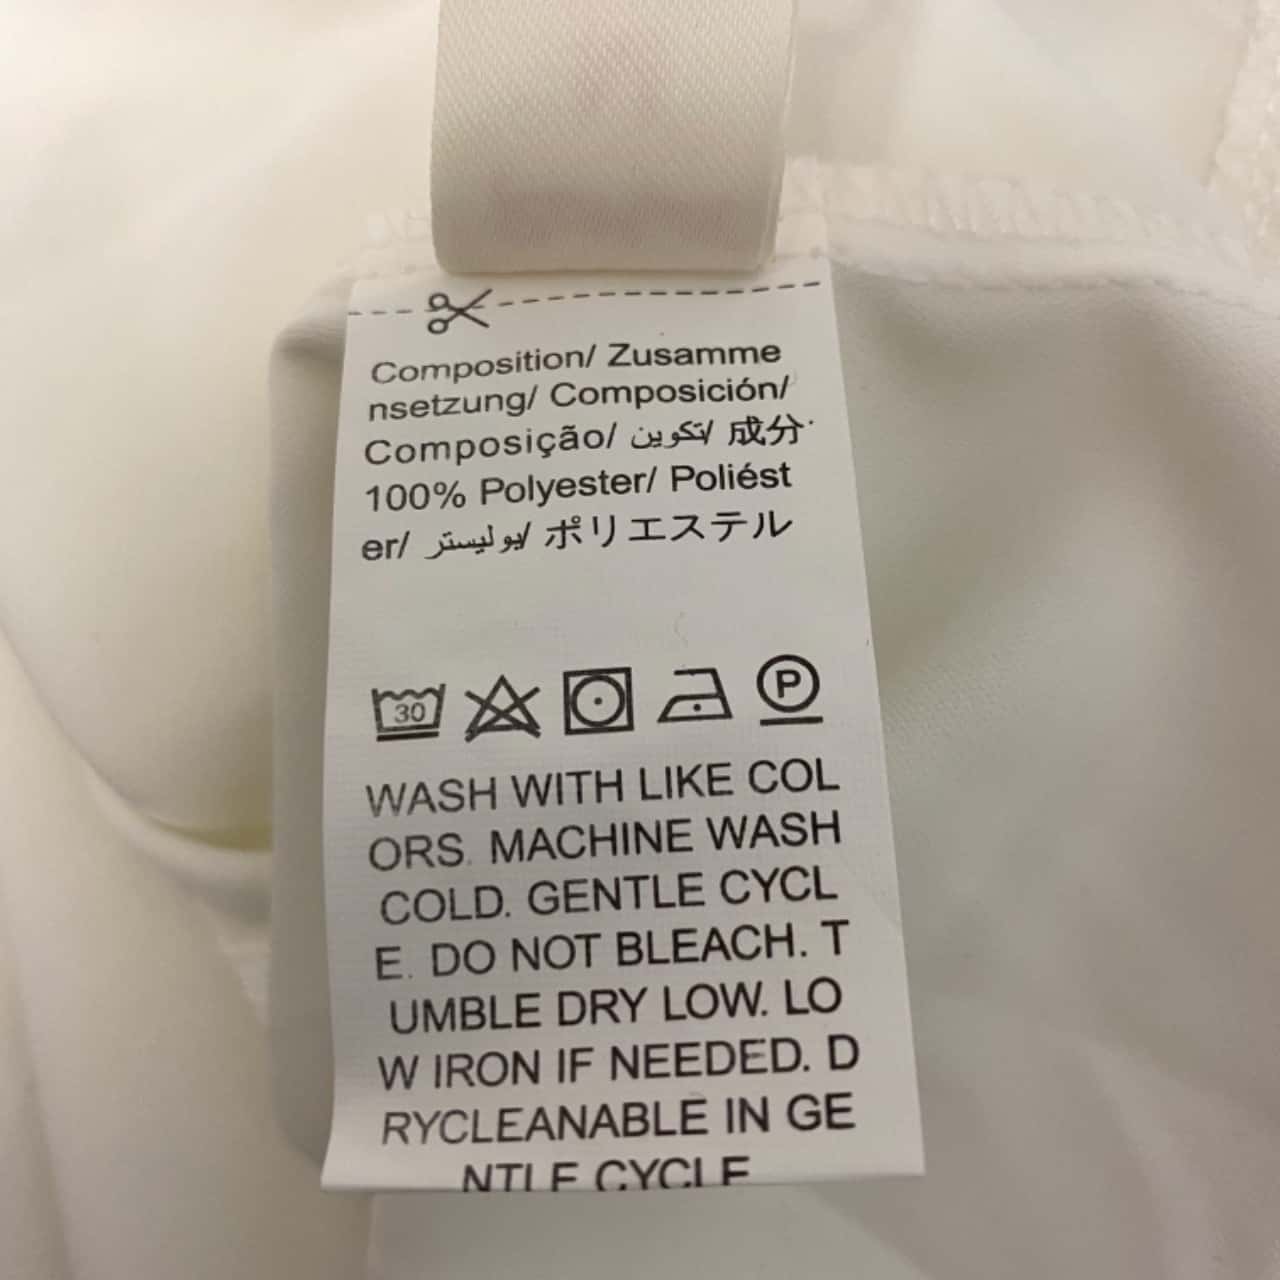 Composition/ Zusamme
nsetzung/ Composición/
Composição/ تكوين/ 成分
100% Polyester/ Poliést
er/ بوليستر/ ポリエステル
30 P
WASH WITH LIKE COL
ORS. MACHINE WASH
COLD. GENTLE CYCL
E. DO NOT BLEACH. T
UMBLE DRY LOW. LO
W IRON IF NEEDED. D
RYCLEANABLE IN GE
NTLE CYCLE